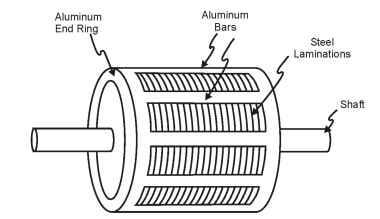 Aluminum
End Ring
Aluminum
Bars
Steel
Laminations
Shaft